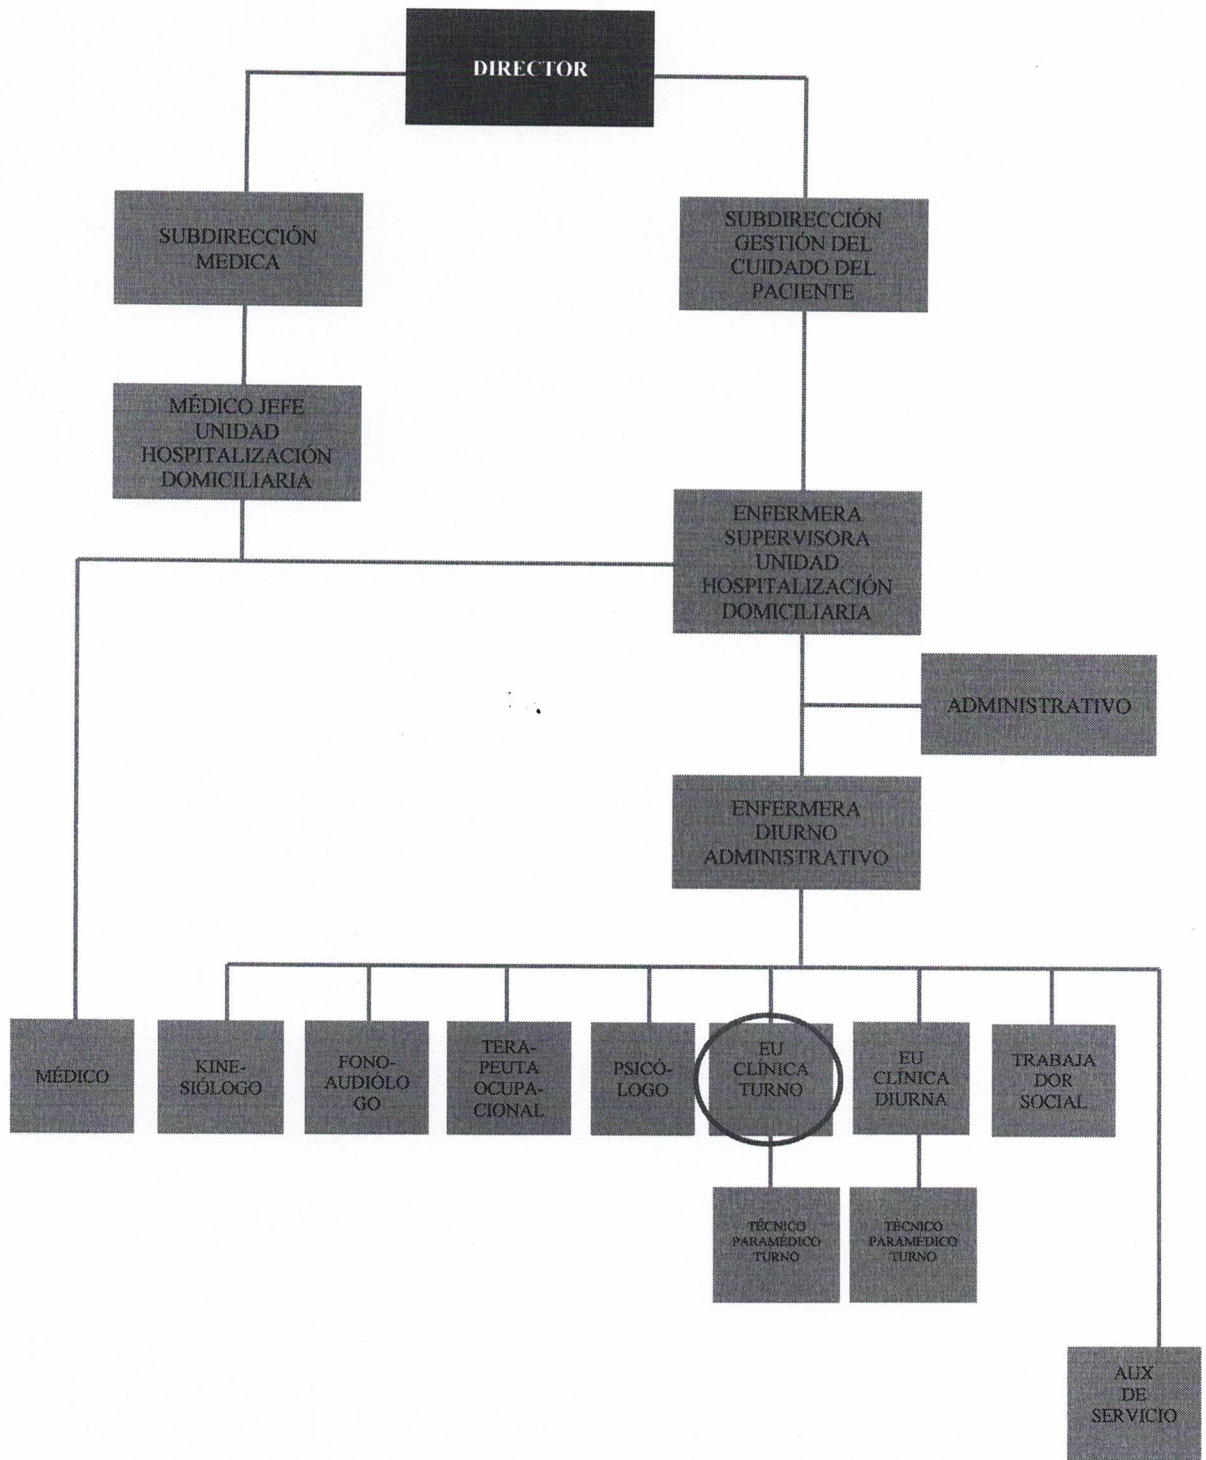 DIRECTOR
SUBDIRECCIÓN
MEDICA
SUBDIRECCIÓN
GESTIÓN DEL
CUIDADO DEL
PACIENTE
MÉDICO JEFE
UNIDAD
HOSPITALIZACIÓN
DOMICILIARIA
ENFERMERA
SUPERVISORA
UNIDAD
HOSPITALIZACIÓN
DOMICILIARIA
ADMINISTRATIVO
ENFERMERA
DIURNO
ADMINISTRATIVO
MÉDICO
KINE-
SIÓLOGO
FONO-
AUDIÓLO
GO
TERA-
PEUTA
OCUPA-
CIONAL
PSICÓ-
LOGO
EU
CLÍNICA
TURNO
EU
CLÍNICA
DIURNA
TRABAJA
DOR
SOCIAL
TÉCNICO
PARAMÉDICO
TURNO
TÉCNICO
PARAMEDICO
TURNO
AUX
DE
SERVICIO